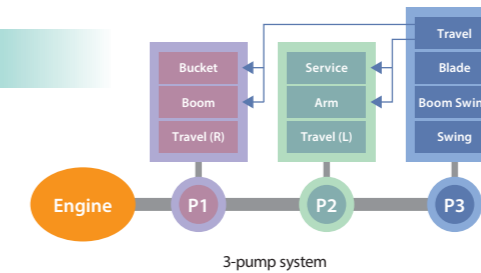 Travel
Bucket
Service
Blade
Boom
Arm
Boom Swin
Travel (R)
Travel (L)
Swing
Engine
P1
P2
P3
3-pump system